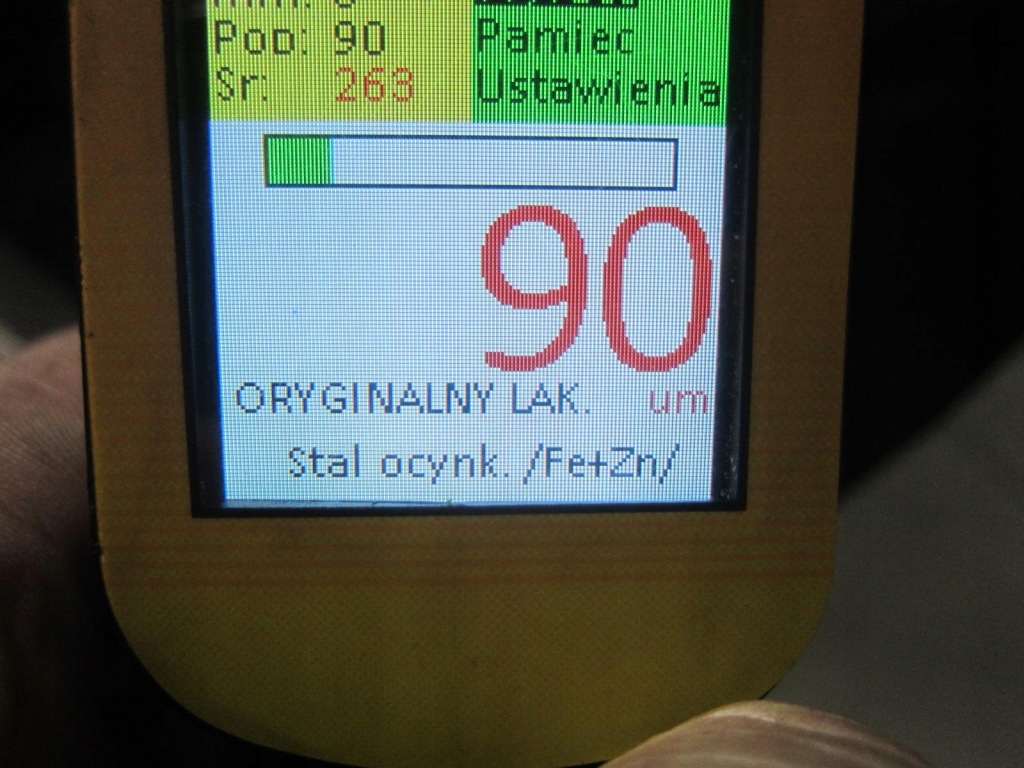 Pop: 90
Pamiec
Sr: 263
Ustawienia
90
ORYGINALNY LAK. um
Stal ocynk. /Fe+Zn/